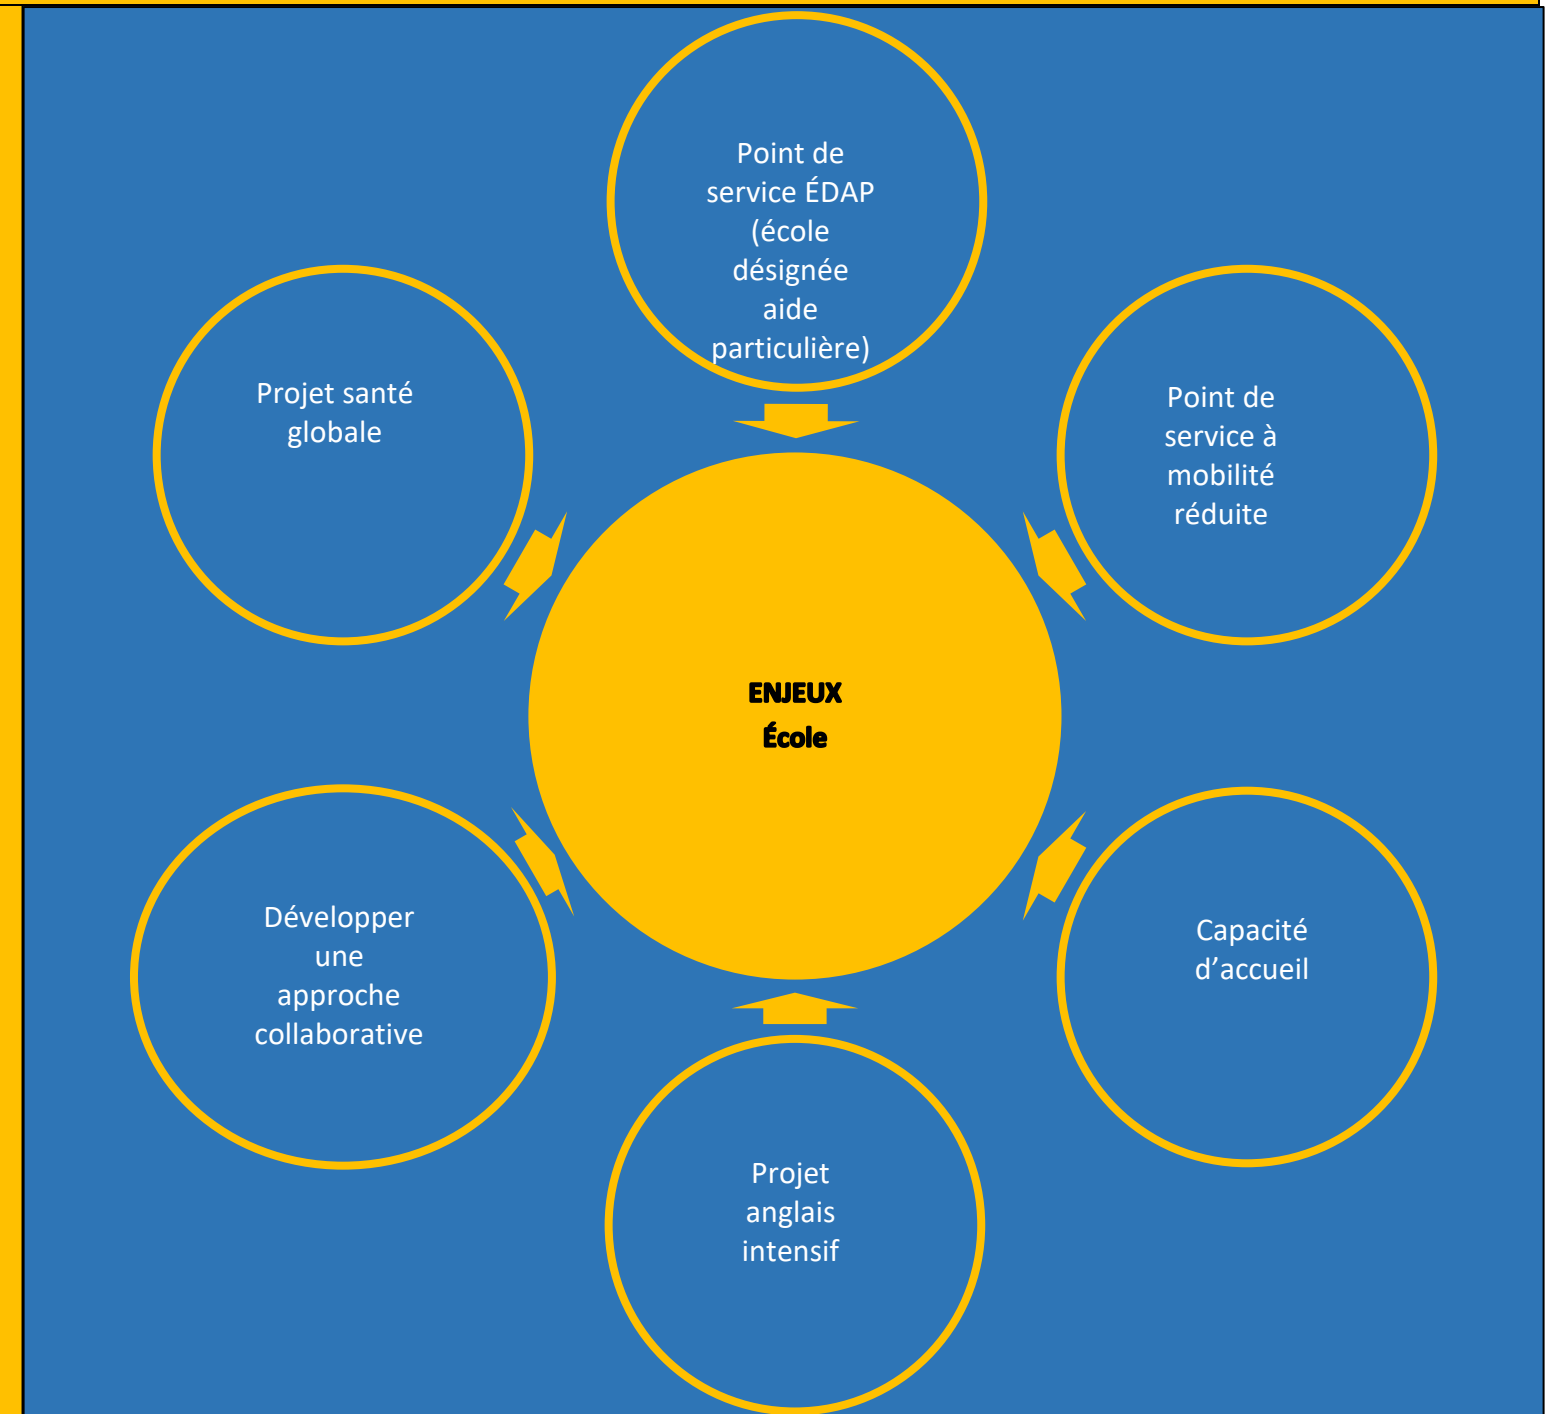 Point de
service ÉDAP
(école
désignée
aide
particulière)
Projet santé
globale
Point de
service à
mobilité
réduite
ENJEUX
École
Développer
une
approche
collaborative
Capacité
d’accueil
Projet
anglais
intensif